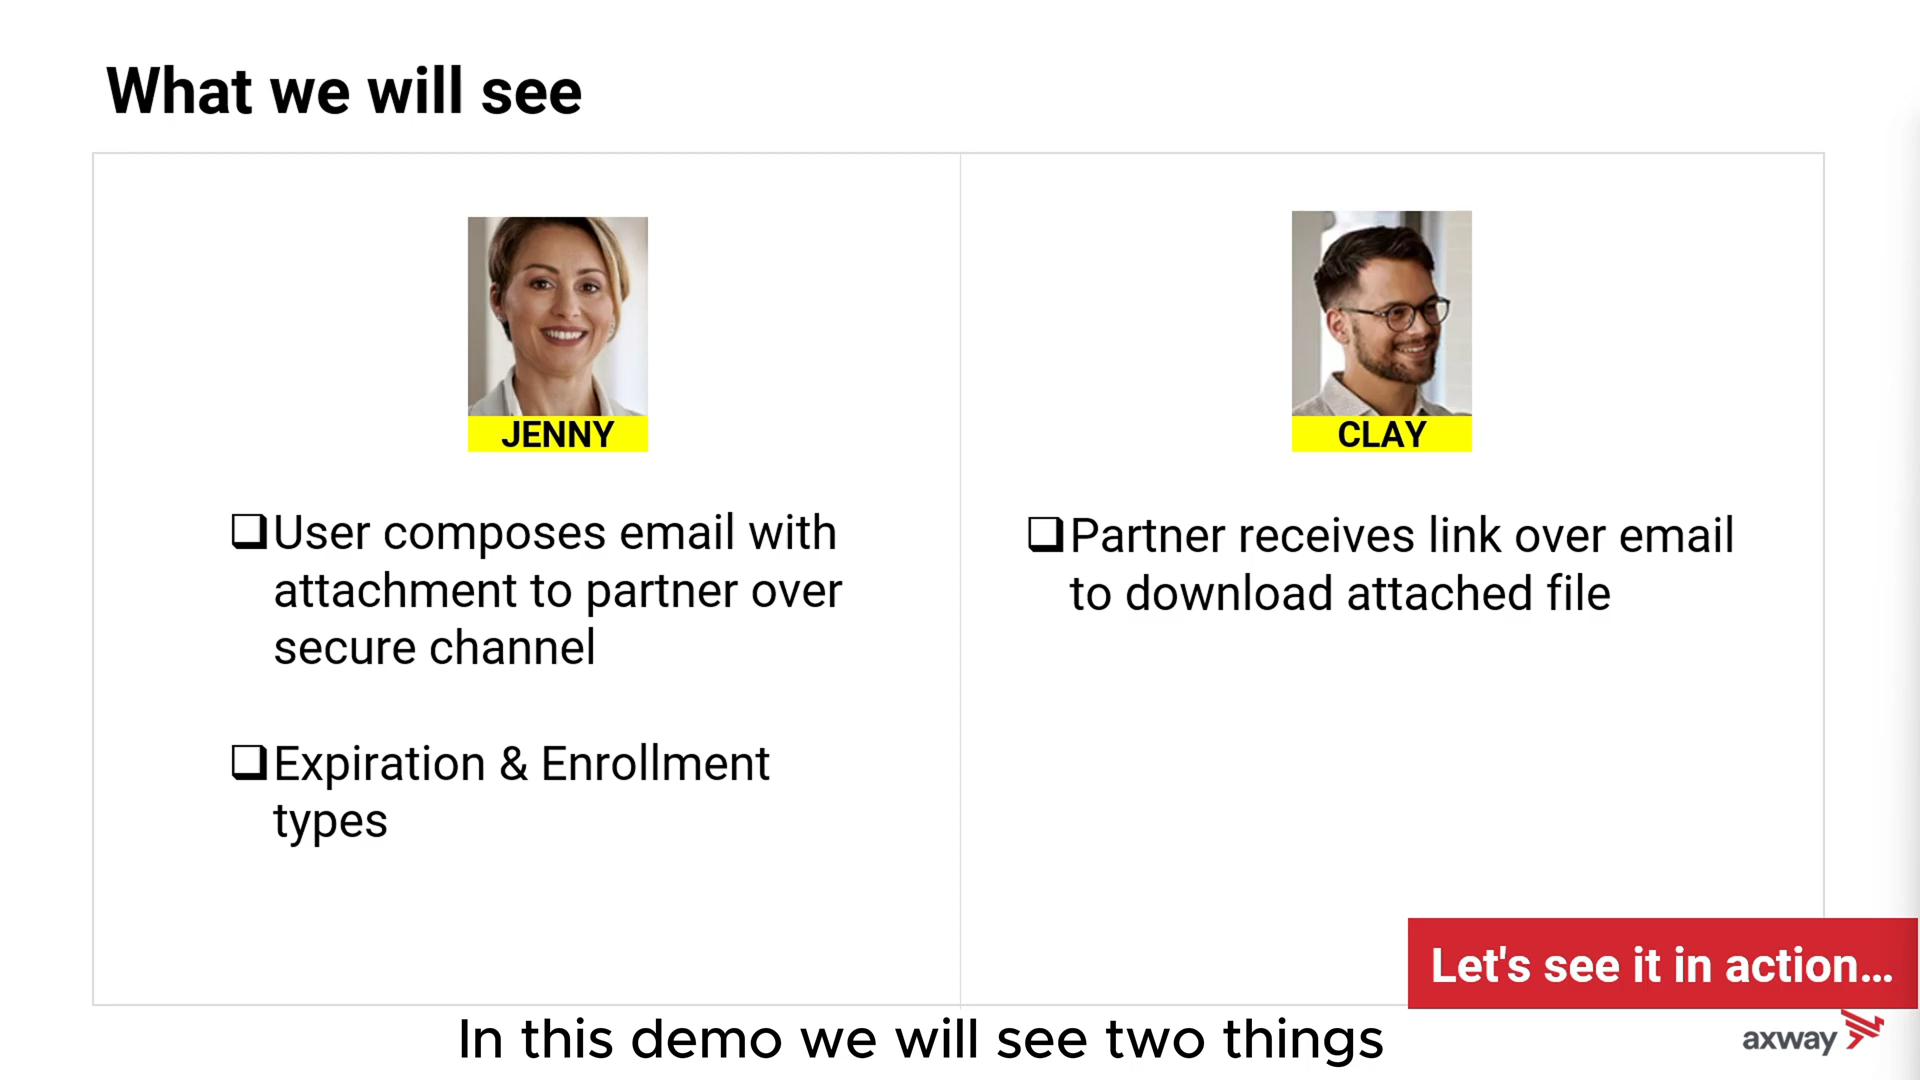 What we will see
JENNY
User composes email with
attachment to partner over
secure channel
Expiration & Enrollment
types
CLAY
Partner receives link over email
to download attached file
Let's see it in action...
In this demo we will see two things
axway